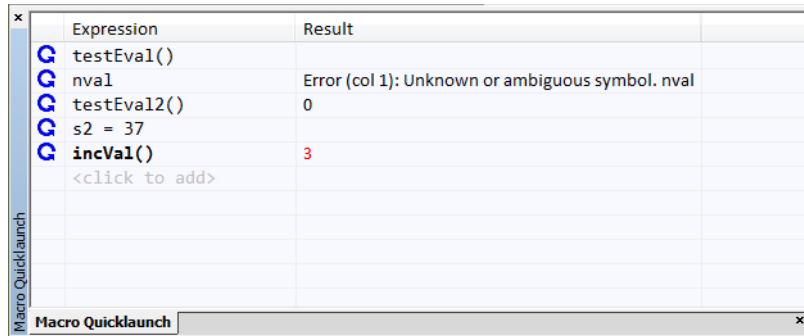 Expression Result
testEval()
nval Error (col 1): Unknown or ambiguous symbol. nval
testEval2() 0
s2 = 37
incVal() 3
<click to add>
Macro Quicklaunch
Macro Quicklaunch